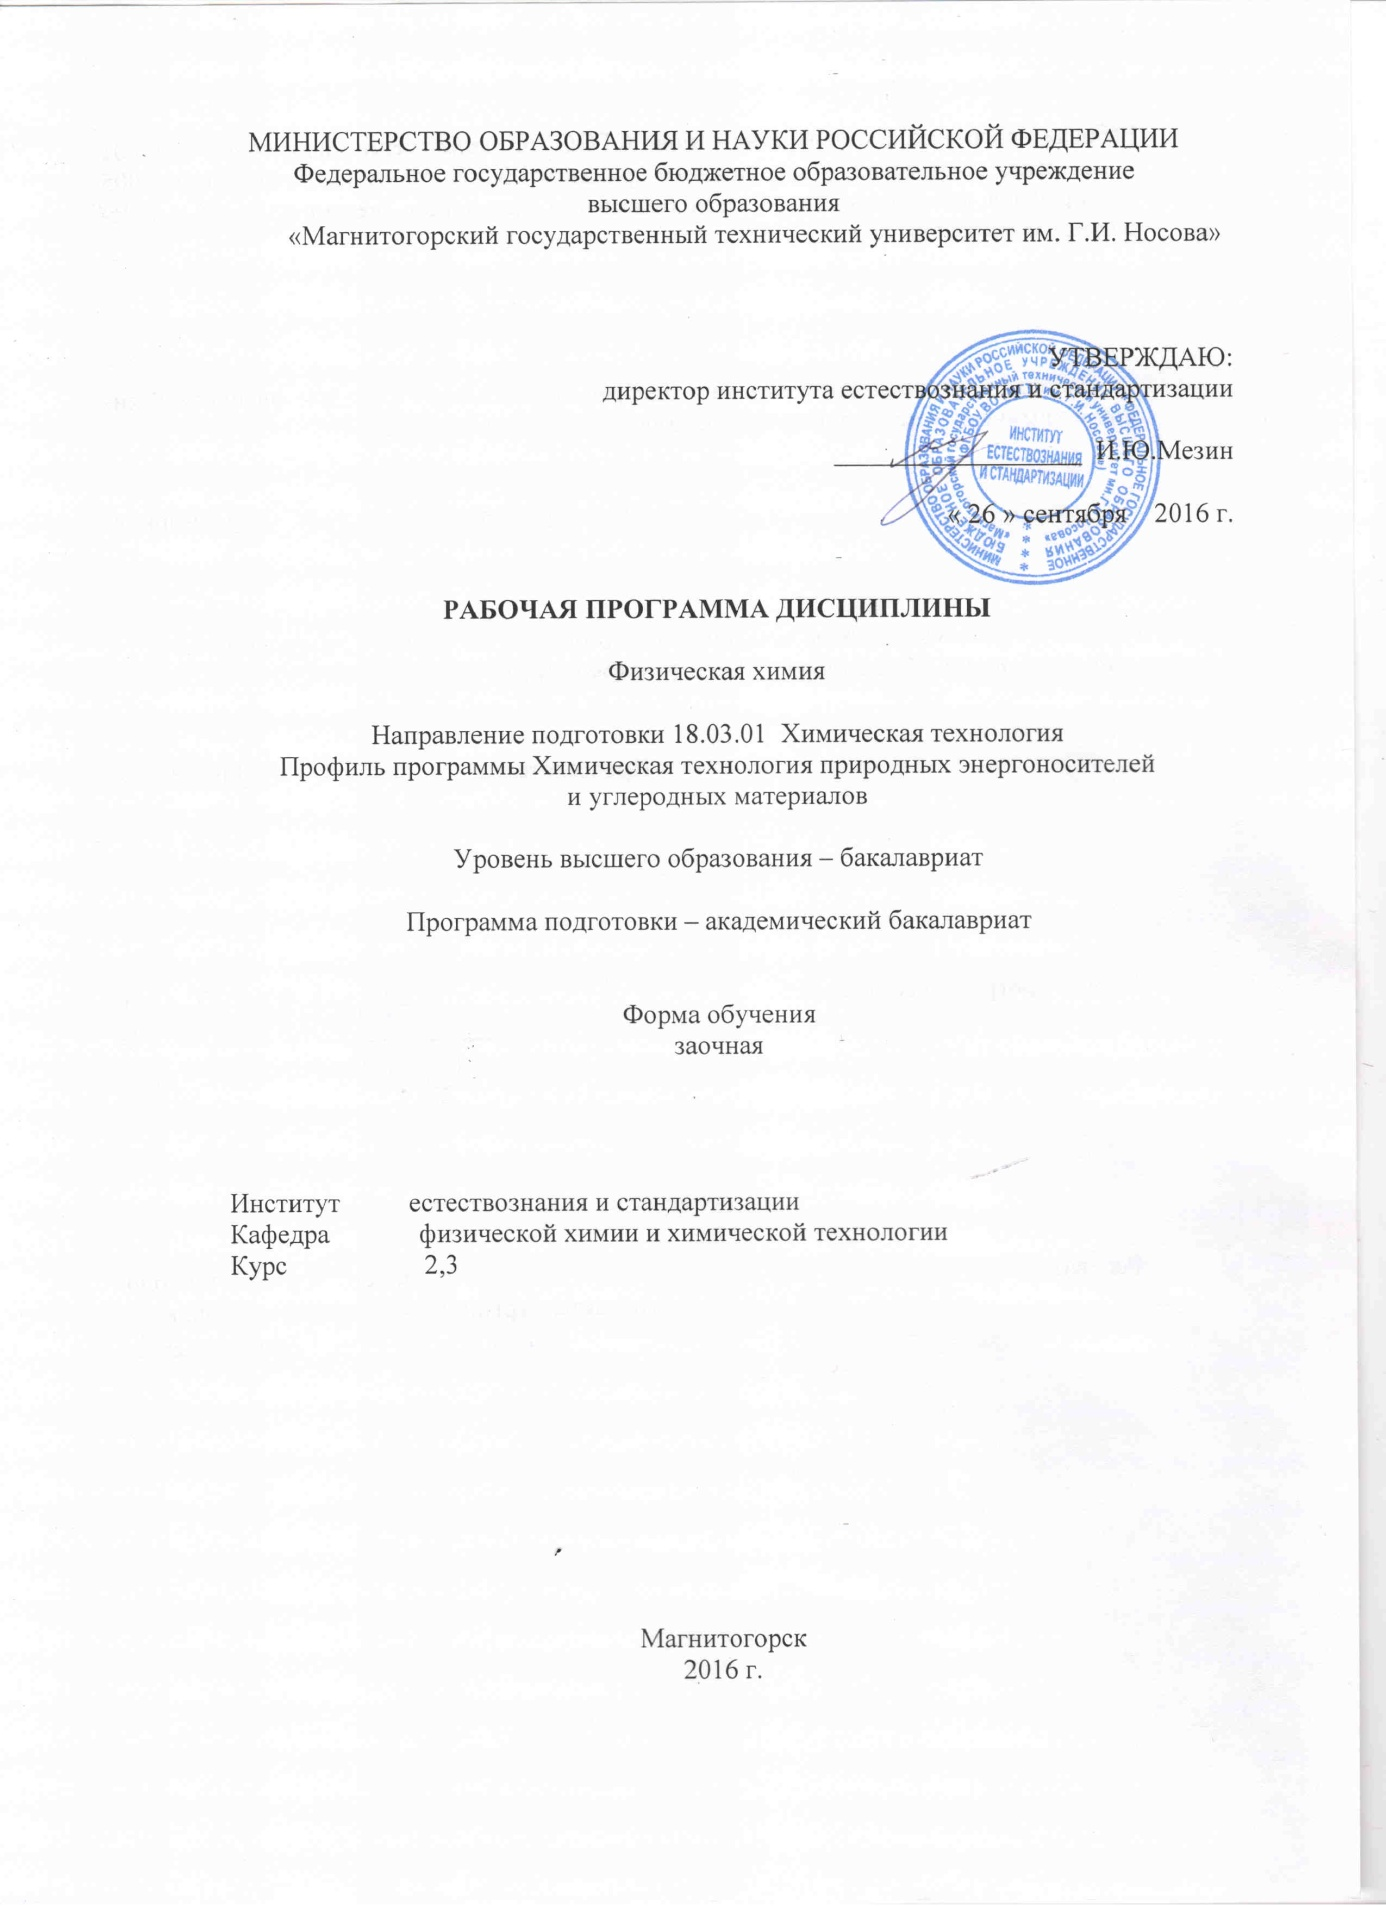 МИНИСТЕРСТВО ОБРАЗОВАНИЯ И НАУКИ РОССИЙСКОЙ ФЕДЕРАЦИИ
Федеральное государственное бюджетное образовательное учреждение
высшего образования
«Магнитогорский государственный технический университет им. Г.И. Носова»
УТВЕРЖДАЮ:
директор института естествознания и стандартизации
И.Ю.Мезин
« 26 » сентября 2016 г.
ИНСТИТУТ
ЕСТЕСТВОЗНАНИЯ
И СТАНДАРТИЗАЦИИ
РАБОЧАЯ ПРОГРАММА ДИСЦИПЛИНЫ
Физическая химия
Направление подготовки 18.03.01 Химическая технология
Профиль программы Химическая технология природных энергоносителей
и углеродных материалов
Уровень высшего образования – бакалавриат
Программа подготовки – академический бакалавриат
Форма обучения
заочная
Институт естествознания и стандартизации
Кафедра физической химии и химической технологии
Курс 2,3
Магнитогорск
2016 г.